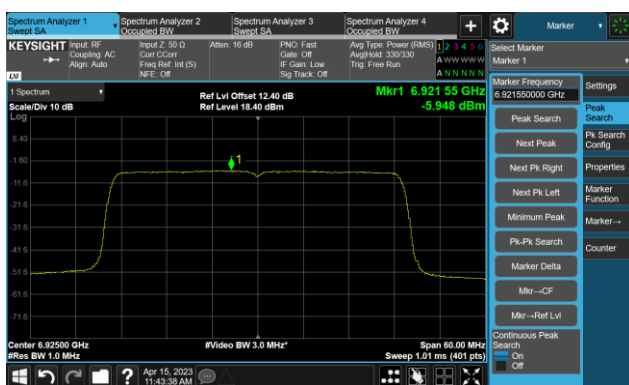 Spectrum Analyzer 1
Swept SA
Spectrum Analyzer 2
Occupied BW
Spectrum Analyzer 3
Swept SA
Spectrum Analyzer 4
Occupied BW
Marker
KEYSIGHT
Input: RF
Coupling: AC
Align: Auto
Input Z: 50 Ω
Corr CCorr
Freq Ref: Int (S)
NFE: Off
Atten: 16 dB
PNO: Fast
Gate: Off
IF Gain: Low
Sig Track: Off
Avg Type: Power (RMS)
Avg|Hold: 330/330
Trig: Free Run
1 2 3 4 5 6
A W W W W W
A N N N N N
LXI
Select Marker
Marker 1
1 Spectrum
Scale/Div 10 dB
Ref Lvl Offset 12.40 dB
Ref Level 18.40 dBm
Mkr1 6.921 55 GHz
-5.948 dBm
Log
8.40
-1.60
-11.6
-21.6
-31.6
-41.6
-51.6
-61.6
-71.6
1
Center 6.92500 GHz
#Res BW 1.0 MHz
#Video BW 3.0 MHz*
Span 60.00 MHz
Sweep 1.01 ms (401 pts)
Marker Frequency
6.921550000 GHz
Peak Search
Next Peak
Next Pk Right
Next Pk Left
Minimum Peak
Pk-Pk Search
Marker Delta
Mkr→CF
Mkr→Ref Lvl
Continuous Peak
Search
On
Off
Settings
Peak
Search
Pk Search
Config
Properties
Marker
Function
Marker→
Counter
Apr 15, 2023
11:43:38 AM